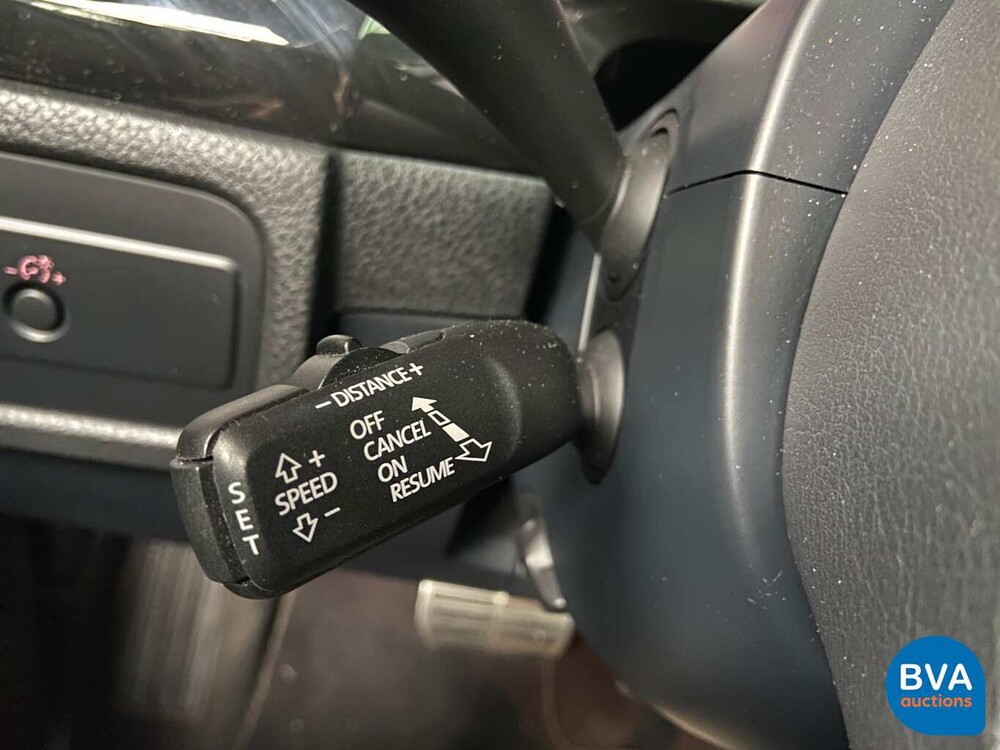 − DISTANCE +
OFF
CANCEL
ON
RESUME
+
SPEED
−
SET
BVA
auctions